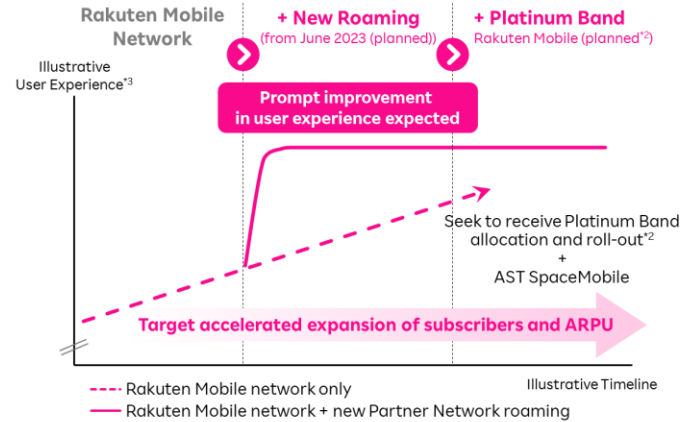 Rakuten Mobile
Network
+ New Roaming
(from June 2023 (planned))
+ Platinum Band
Rakuten Mobile (planned*2)
Illustrative
User Experience*3
Prompt improvement
in user experience expected
Seek to receive Platinum Band
allocation and roll-out*2
+
AST SpaceMobile
Target accelerated expansion of subscribers and ARPU
Illustrative Timeline
Rakuten Mobile network only
Rakuten Mobile network + new Partner Network roaming